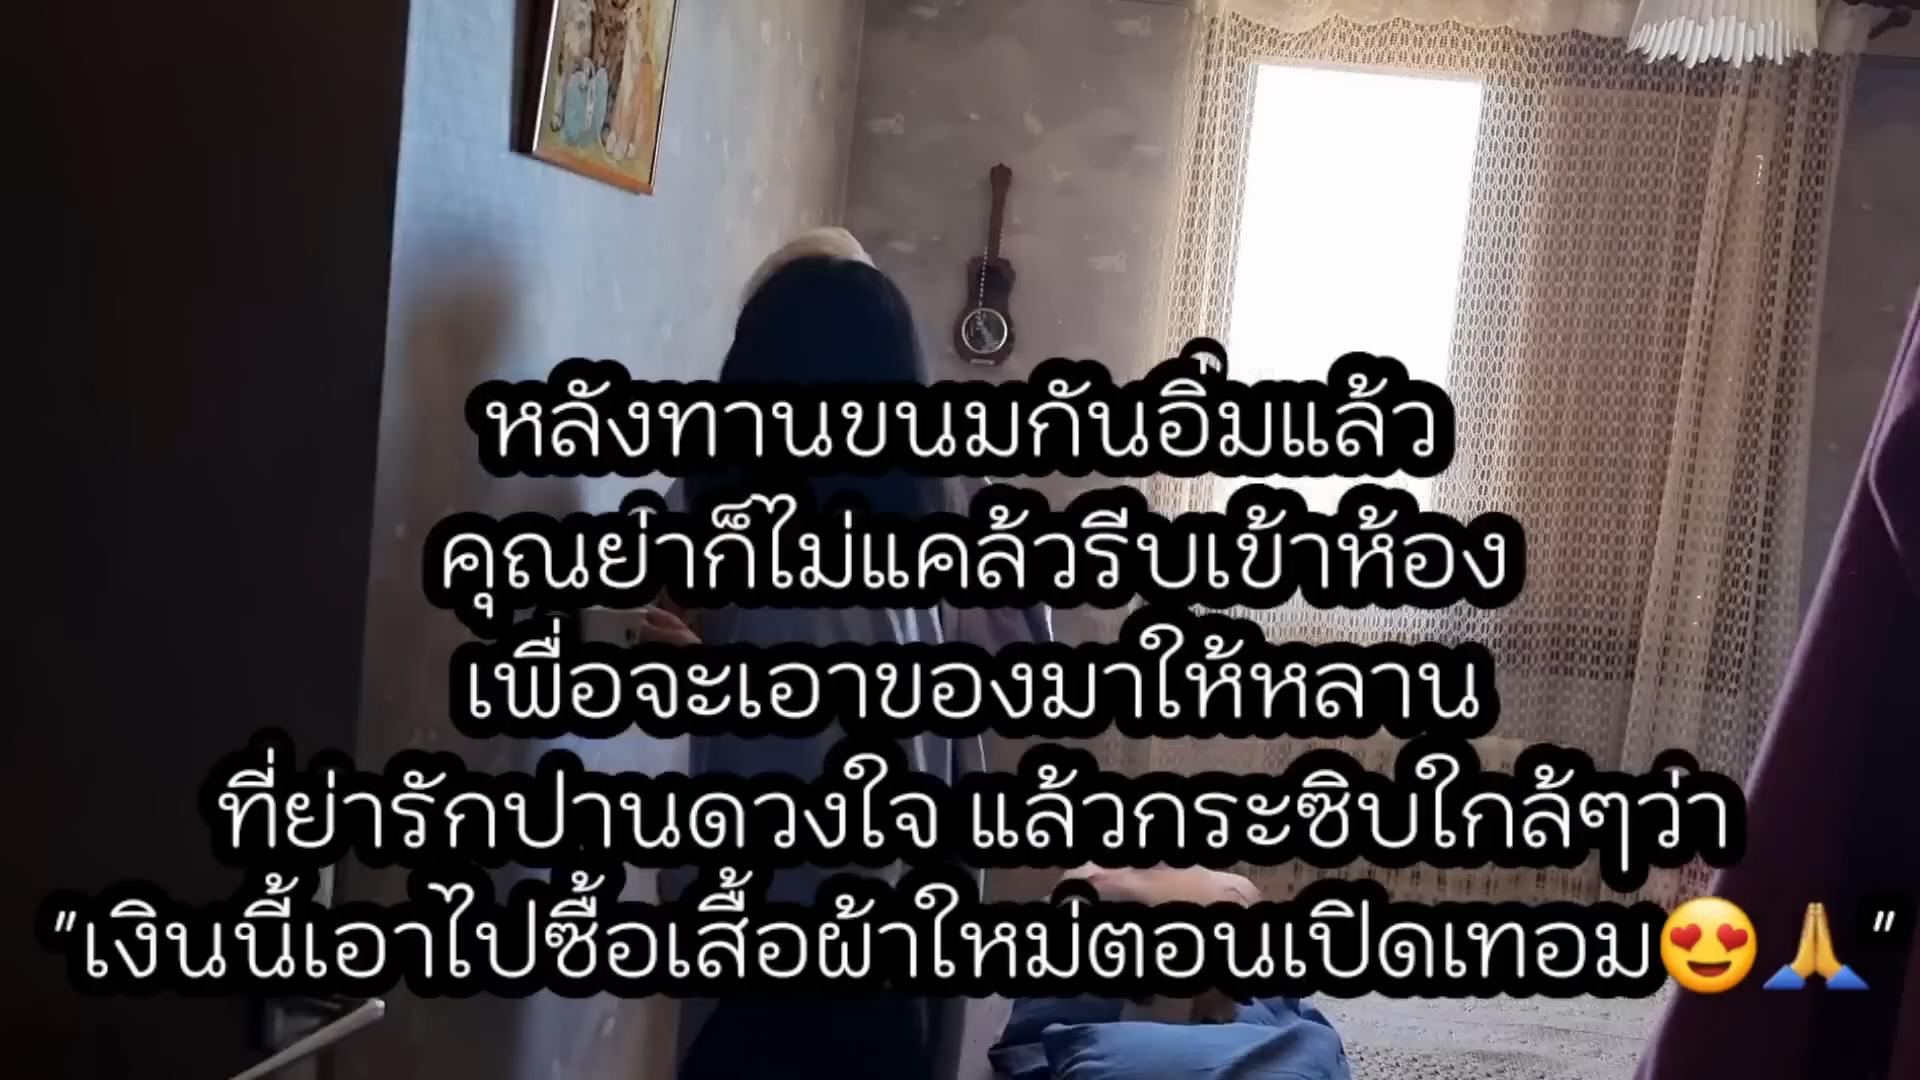 หลังทานขนมกันอิ่มแล้ว
คุณย่าก็ไม่แคล้วรีบเข้าห้อง
เพื่อจะเอาของมาให้หลาน
ที่ย่ารักปานดวงใจ แล้วกระซิบใกล้ๆว่า
"เงินนี้เอาไปซื้อเสื้อผ้าใหม่ตอนเปิดเทอม😍🙏"